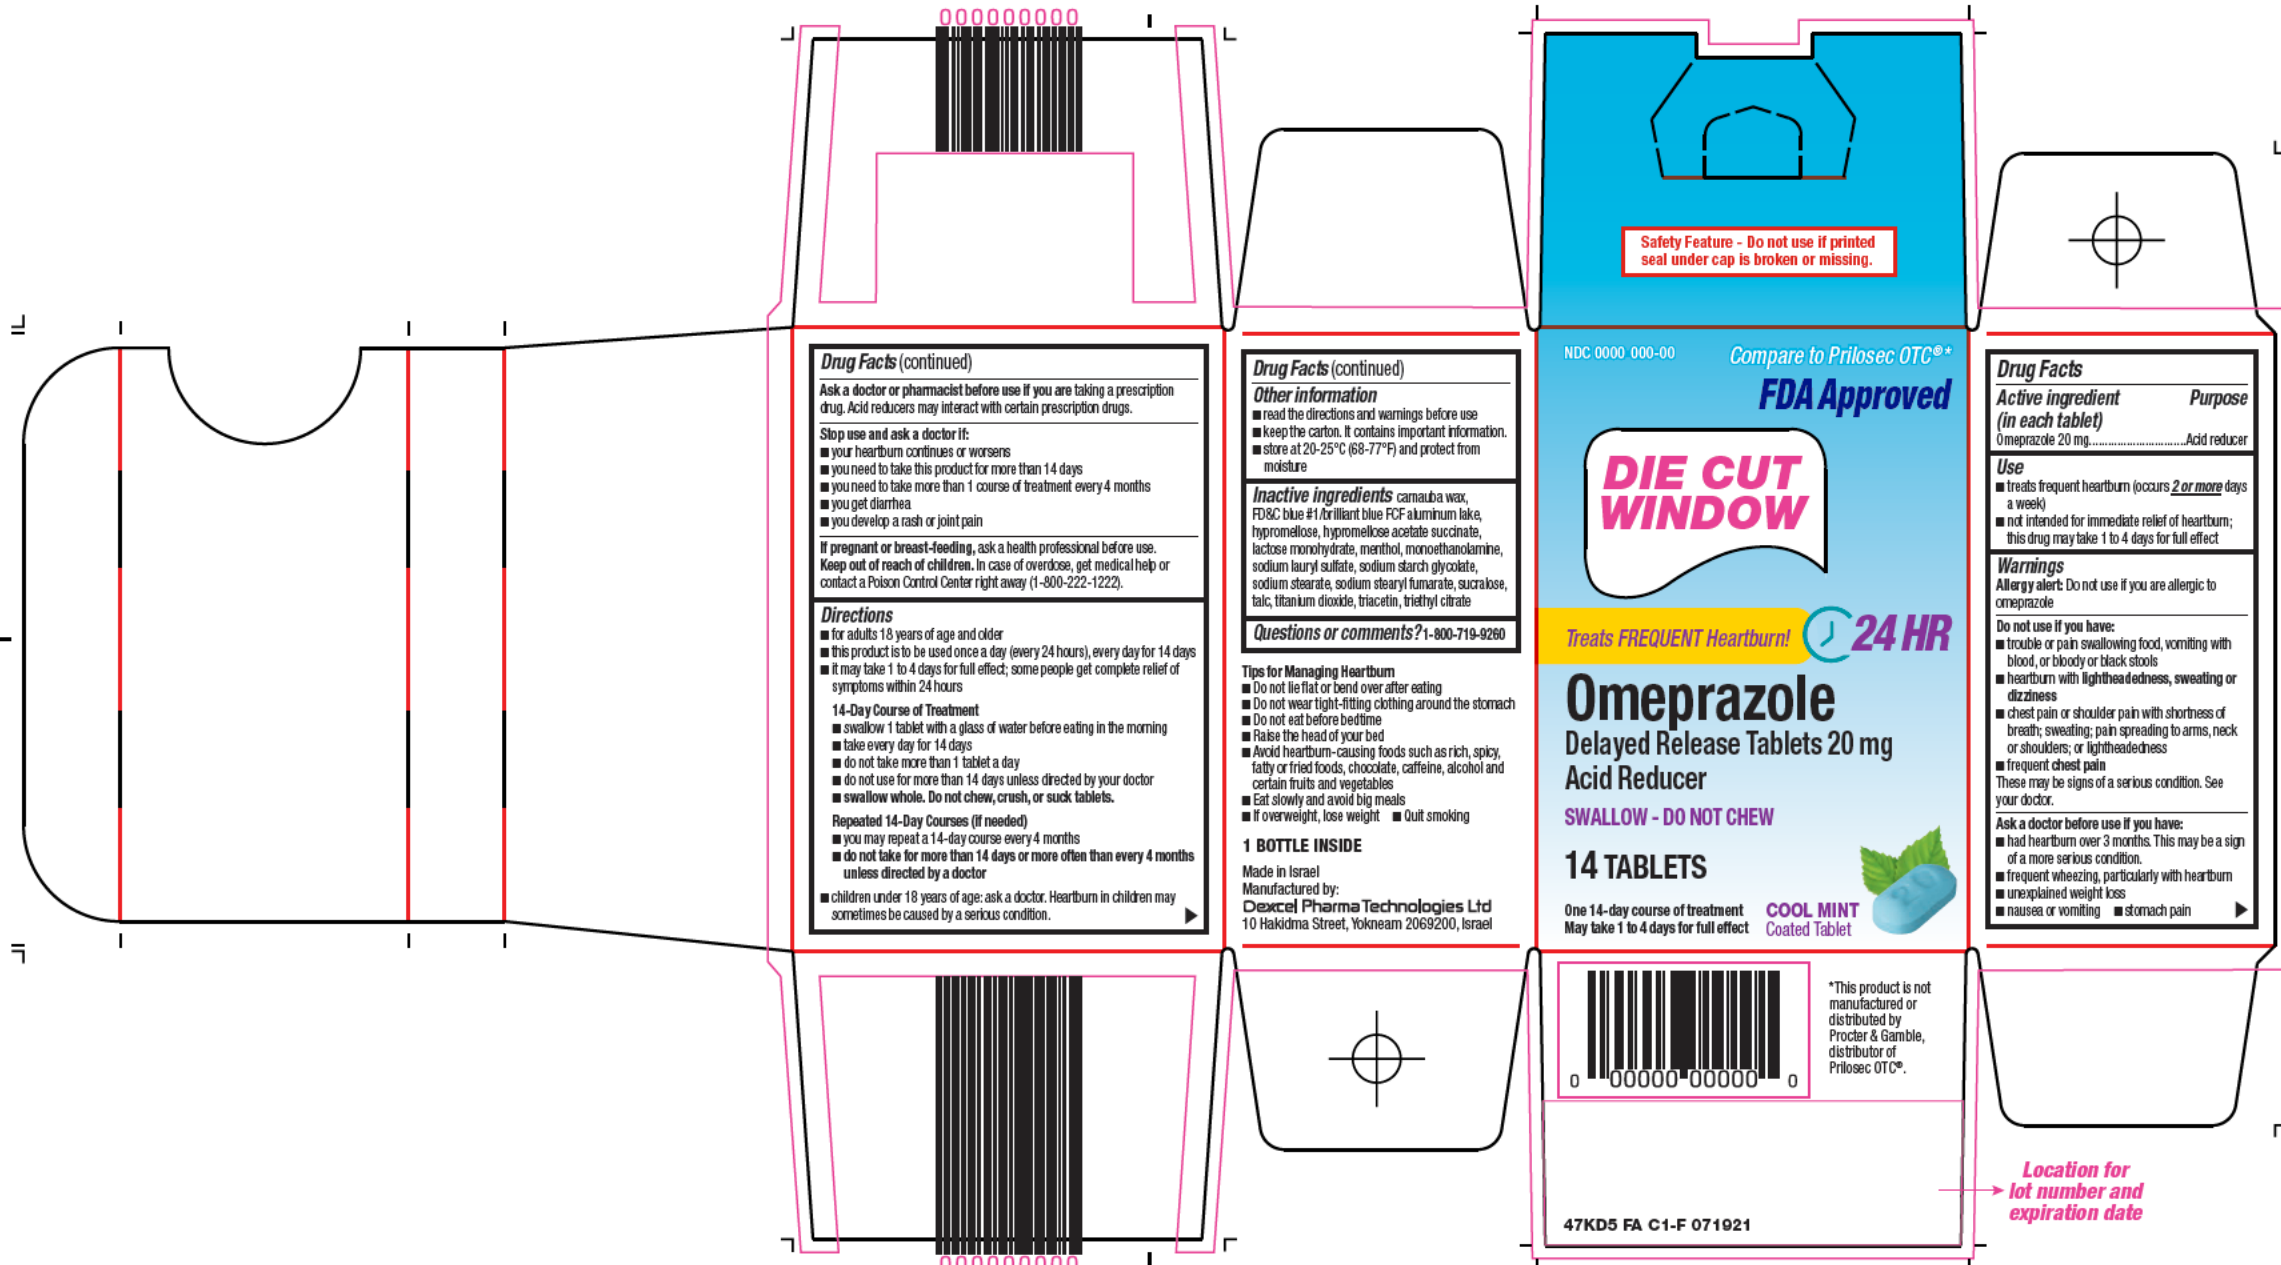 000000000
Drug Facts (continued)
Ask a doctor or pharmacist before use if you are taking a prescription
drug. Acid reducers may interact with certain prescription drugs.
Stop use and ask a doctor if:
■ your heartburn continues or worsens
■ you need to take this product for more than 14 days
■ you need to take more than 1 course of treatment every 4 months
■ you get diarrhea
■ you develop a rash or joint pain
If pregnant or breast-feeding, ask a health professional before use.
Keep out of reach of children. In case of overdose, get medical help or
contact a Poison Control Center right away (1-800-222-1222).
Directions
■ for adults 18 years of age and older
■ this product is to be used once a day (every 24 hours), every day for 14 days
■ it may take 1 to 4 days for full effect; some people get complete relief of
symptoms within 24 hours
14-Day Course of Treatment
■ swallow 1 tablet with a glass of water before eating in the morning
■ take every day for 14 days
■ do not take more than 1 tablet a day
■ do not use for more than 14 days unless directed by your doctor
■ swallow whole. Do not chew, crush, or suck tablets.
Repeated 14-Day Courses (if needed)
■ you may repeat a 14-day course every 4 months
■ do not take for more than 14 days or more often than every 4 months
unless directed by a doctor
■ children under 18 years of age: ask a doctor. Heartburn in children may
sometimes be caused by a serious condition.
000000000
Drug Facts (continued)
Other information
■ read the directions and warnings before use
■ keep the carton. It contains important information.
■ store at 20-25°C (68-77°F) and protect from
moisture
Inactive ingredients carnauba wax,
FD&C blue #1/brilliant blue FCF aluminum lake,
hypromellose, hypromellose acetate succinate,
lactose monohydrate, menthol, monoethanolamine,
sodium lauryl sulfate, sodium starch glycolate,
sodium stearate, sodium stearyl fumarate, sucralose,
talc, titanium dioxide, triacetin, triethyl citrate
Questions or comments? 1-800-719-9260
Tips for Managing Heartburn
■ Do not lie flat or bend over after eating
■ Do not wear tight-fitting clothing around the stomach
■ Do not eat before bedtime
■ Raise the head of your bed
■ Avoid heartburn-causing foods such as rich, spicy,
fatty or fried foods, chocolate, caffeine, alcohol and
certain fruits and vegetables
■ Eat slowly and avoid big meals
■ If overweight, lose weight ■ Quit smoking
1 BOTTLE INSIDE
Made in Israel
Manufactured by:
Dexcel Pharma Technologies Ltd
10 Hakidma Street, Yokneam 2069200, Israel
Safety Feature - Do not use if printed
seal under cap is broken or missing.
NDC 0000 000-00 Compare to Prilosec OTC®*
FDA Approved
DIE CUT
WINDOW
Treats FREQUENT Heartburn! 24 HR
Omeprazole
Delayed Release Tablets 20 mg
Acid Reducer
SWALLOW - DO NOT CHEW
14 TABLETS
One 14-day course of treatment
May take 1 to 4 days for full effect
COOL MINT
Coated Tablet
20
0 00000 00000 0
*This product is not
manufactured or
distributed by
Procter & Gamble,
distributor of
Prilosec OTC®.
47KD5 FA C1-F 071921
Drug Facts
Active ingredient Purpose
(in each tablet)
Omeprazole 20 mg..............................Acid reducer
Use
■ treats frequent heartburn (occurs 2 or more days
a week)
■ not intended for immediate relief of heartburn;
this drug may take 1 to 4 days for full effect
Warnings
Allergy alert: Do not use if you are allergic to
omeprazole
Do not use if you have:
■ trouble or pain swallowing food, vomiting with
blood, or bloody or black stools
■ heartburn with lightheadedness, sweating or
dizziness
■ chest pain or shoulder pain with shortness of
breath; sweating; pain spreading to arms, neck
or shoulders; or lightheadedness
■ frequent chest pain
These may be signs of a serious condition. See
your doctor.
Ask a doctor before use if you have:
■ had heartburn over 3 months. This may be a sign
of a more serious condition.
■ frequent wheezing, particularly with heartburn
■ unexplained weight loss
■ nausea or vomiting ■ stomach pain
Location for
lot number and
expiration date